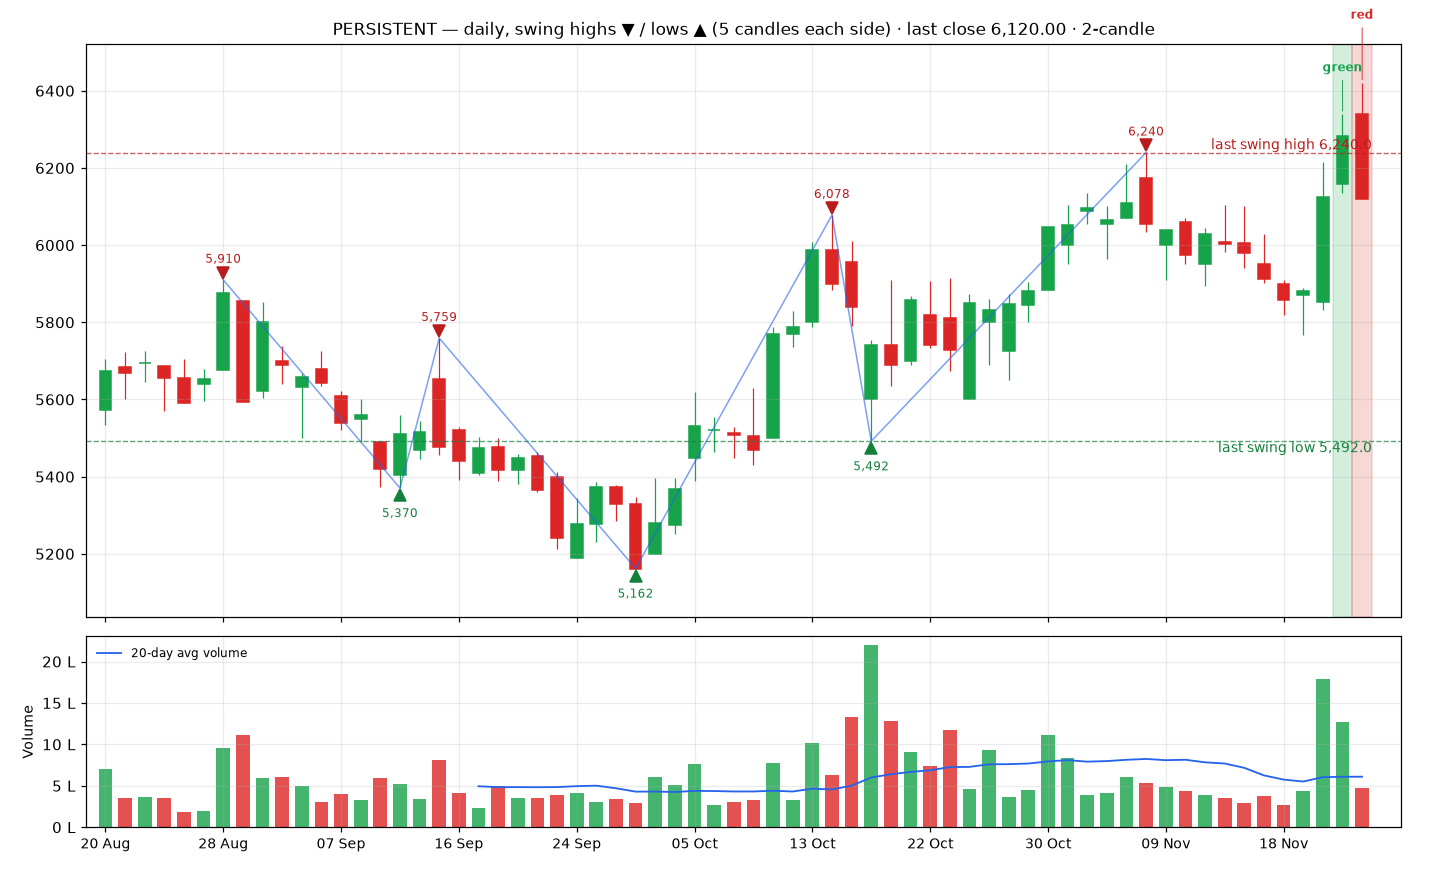 red
PERSISTENT — daily, swing highs ▼ / lows ▲ (5 candles each side) · last close 6,120.00 · 2-candle
green
6400
6,240
last swing high 6,240.0
6200
6,078
6000
5,910
5800
5,759
5600
last swing low 5,492.0
5,492
5400
5,370
5200
5,162
20-day avg volume
Volume
20 L
15 L
10 L
5 L
0 L
20 Aug 28 Aug 07 Sep 16 Sep 24 Sep 05 Oct 13 Oct 22 Oct 30 Oct 09 Nov 18 Nov